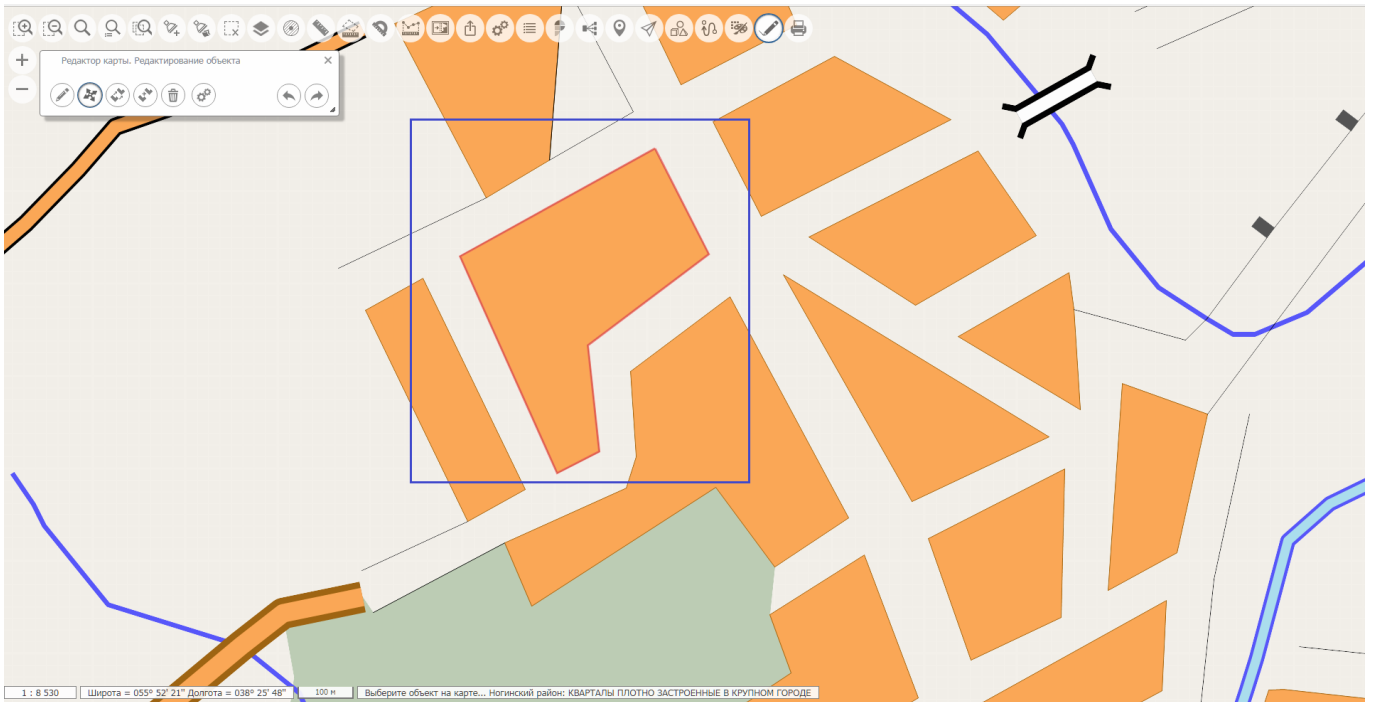 Редактор карты. Редактирование объекта
1 : 8 530
Широта = 055° 52' 21" Долгота = 038° 25' 48"
100 м
Выберите объект на карте... Ногинский район: КВАРТАЛЫ ПЛОТНО ЗАСТРОЕННЫЕ В КРУПНОМ ГОРОДЕ